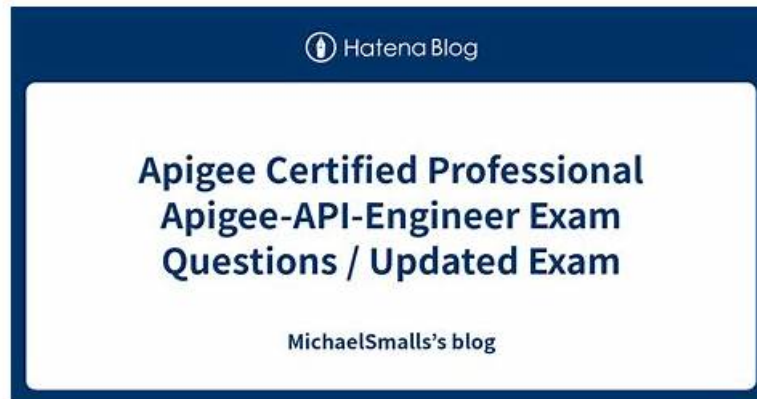 Hatena Blog
Apigee Certified Professional
Apigee-API-Engineer Exam
Questions / Updated Exam
MichaelSmalls's blog